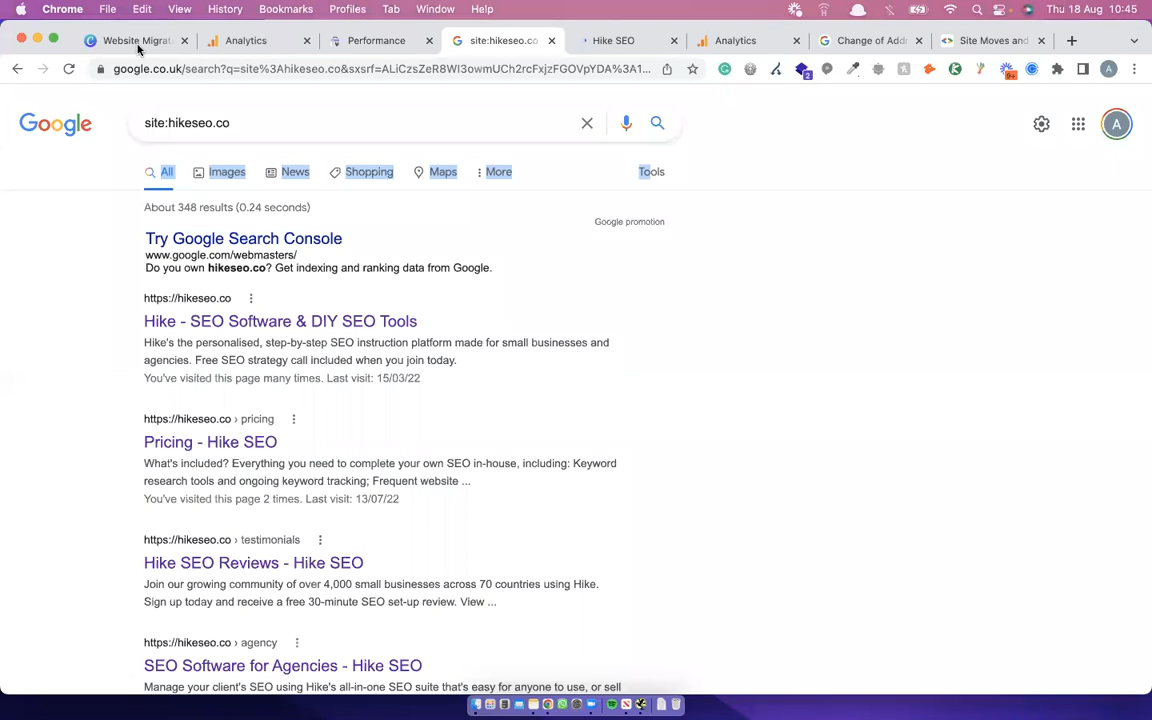 Chrome File Edit View History Bookmarks Profiles Tab Window Help Thu 18 Aug 10:45
Website Migrat Analytics Performance site:hikeseo.co Hike SEO Analytics Change of Add Site Moves and
google.co.uk/search?q=site%3Ahikeseo.co&sxsrf=ALiCzsZeR8WI3owmUCh2rcFxjzFGOVpYDA%3A1... 2 9+ A
Google site:hikeseo.co A
All Images News Shopping Maps More Tools
About 348 results (0.24 seconds)
Google promotion
Try Google Search Console
www.google.com/webmasters/
Do you own hikeseo.co? Get indexing and ranking data from Google.
https://hikeseo.co
Hike - SEO Software & DIY SEO Tools
Hike's the personalised, step-by-step SEO instruction platform made for small businesses and
agencies. Free SEO strategy call included when you join today.
You've visited this page many times. Last visit: 15/03/22
https://hikeseo.co › pricing
Pricing - Hike SEO
What's included? Everything you need to complete your own SEO in-house, including: Keyword
research tools and ongoing keyword tracking; Frequent website ...
You've visited this page 2 times. Last visit: 13/07/22
https://hikeseo.co › testimonials
Hike SEO Reviews - Hike SEO
Join our growing community of over 4,000 small businesses across 70 countries using Hike.
Sign up today and receive a free 30-minute SEO set-up review. View ...
https://hikeseo.co › agency
SEO Software for Agencies - Hike SEO
Manage your client's SEO using Hike's all-in-one SEO suite that's easy for anyone to use, or sell